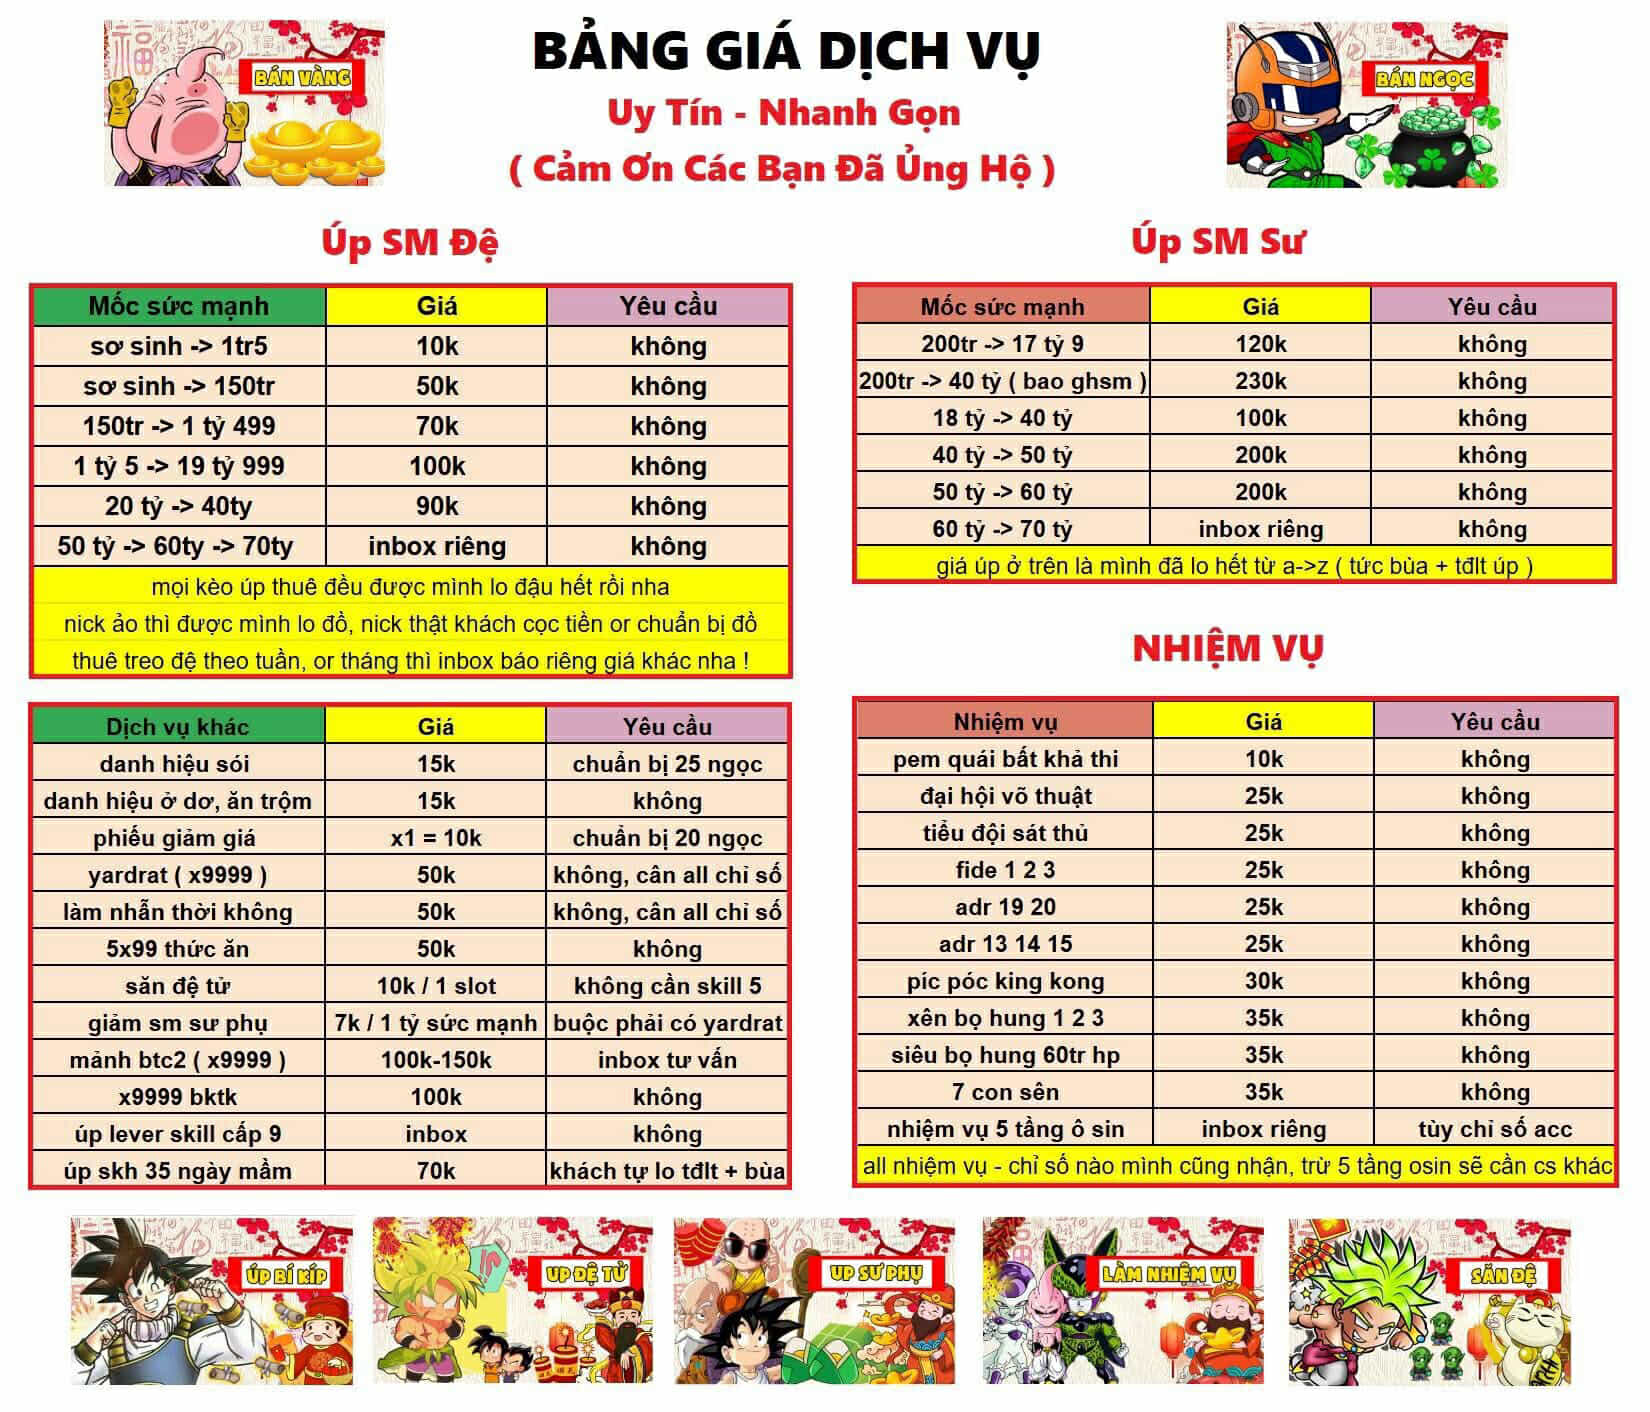 BÁN VÀNG
BẢNG GIÁ DỊCH VỤ
Uy Tín - Nhanh Gọn
( Cảm Ơn Các Bạn Đã Ủng Hộ )
BÁN NGỌC
Úp SM Đệ
Mốc sức mạnh Giá Yêu cầu
sơ sinh -> 1tr5 10k không
sơ sinh -> 150tr 50k không
150tr -> 1 tỷ 499 70k không
1 tỷ 5 -> 19 tỷ 999 100k không
20 tỷ -> 40ty 90k không
50 tỷ -> 60ty -> 70ty inbox riêng không
mọi kèo úp thuê đều được mình lo đậu hết rồi nha
nick ảo thì được mình lo đồ, nick thật khách cọc tiền or chuẩn bị đồ
thuê treo đệ theo tuần, or tháng thì inbox báo riêng giá khác nha !
Úp SM Sư
Mốc sức mạnh Giá Yêu cầu
200tr -> 17 tỷ 9 120k không
200tr -> 40 tỷ ( bao ghsm ) 230k không
18 tỷ -> 40 tỷ 100k không
40 tỷ -> 50 tỷ 200k không
50 tỷ -> 60 tỷ 200k không
60 tỷ -> 70 tỷ inbox riêng không
giá úp ở trên là mình đã lo hết từ a->z ( tức bùa + tđlt úp )
Dịch vụ khác Giá Yêu cầu
danh hiệu sói 15k chuẩn bị 25 ngọc
danh hiệu ở dơ, ăn trộm 15k không
phiếu giảm giá x1 = 10k chuẩn bị 20 ngọc
yardrat ( x9999 ) 50k không, cân all chỉ số
làm nhẫn thời không 50k không, cân all chỉ số
5x99 thức ăn 50k không
săn đệ tử 10k / 1 slot không cần skill 5
giảm sm sư phụ 7k / 1 tỷ sức mạnh buộc phải có yardrat
mảnh btc2 ( x9999 ) 100k-150k inbox tư vấn
x9999 bktk 100k không
úp lever skill cấp 9 inbox không
úp skh 35 ngày mầm 70k khách tự lo tđlt + bùa
NHIỆM VỤ
Nhiệm vụ Giá Yêu cầu
pem quái bất khả thi 10k không
đại hội võ thuật 25k không
tiểu đội sát thủ 25k không
fide 1 2 3 25k không
adr 19 20 25k không
adr 13 14 15 25k không
píc póc king kong 30k không
xên bọ hung 1 2 3 35k không
siêu bọ hung 60tr hp 35k không
7 con sên 35k không
nhiệm vụ 5 tầng ô sin inbox riêng tùy chỉ số acc
all nhiệm vụ - chỉ số nào mình cũng nhận, trừ 5 tầng osin sẽ cần cs khác
ÚP BÍ KÍP
UP ĐỆ TỬ
UP SƯ PHỤ
LÀM NHIỆM VỤ
SĂN ĐỆ